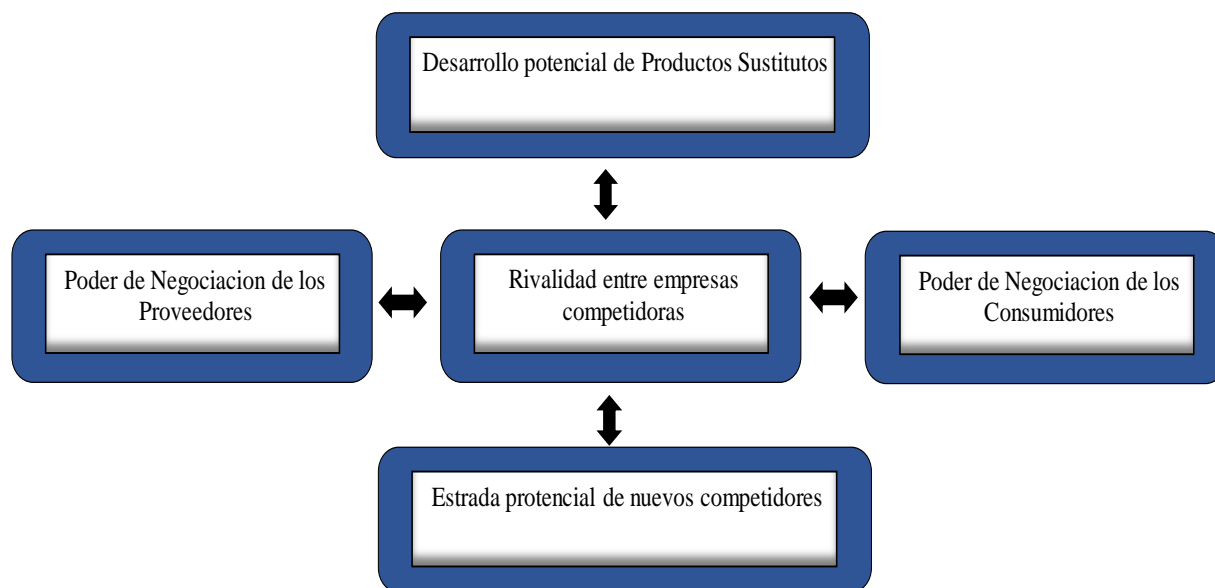 Desarrollo potencial de Productos Sustitutos
Poder de Negociacion de los
Proveedores
Rivalidad entre empresas
competidoras
Poder de Negociacion de los
Consumidores
Estrada protencial de nuevos competidores